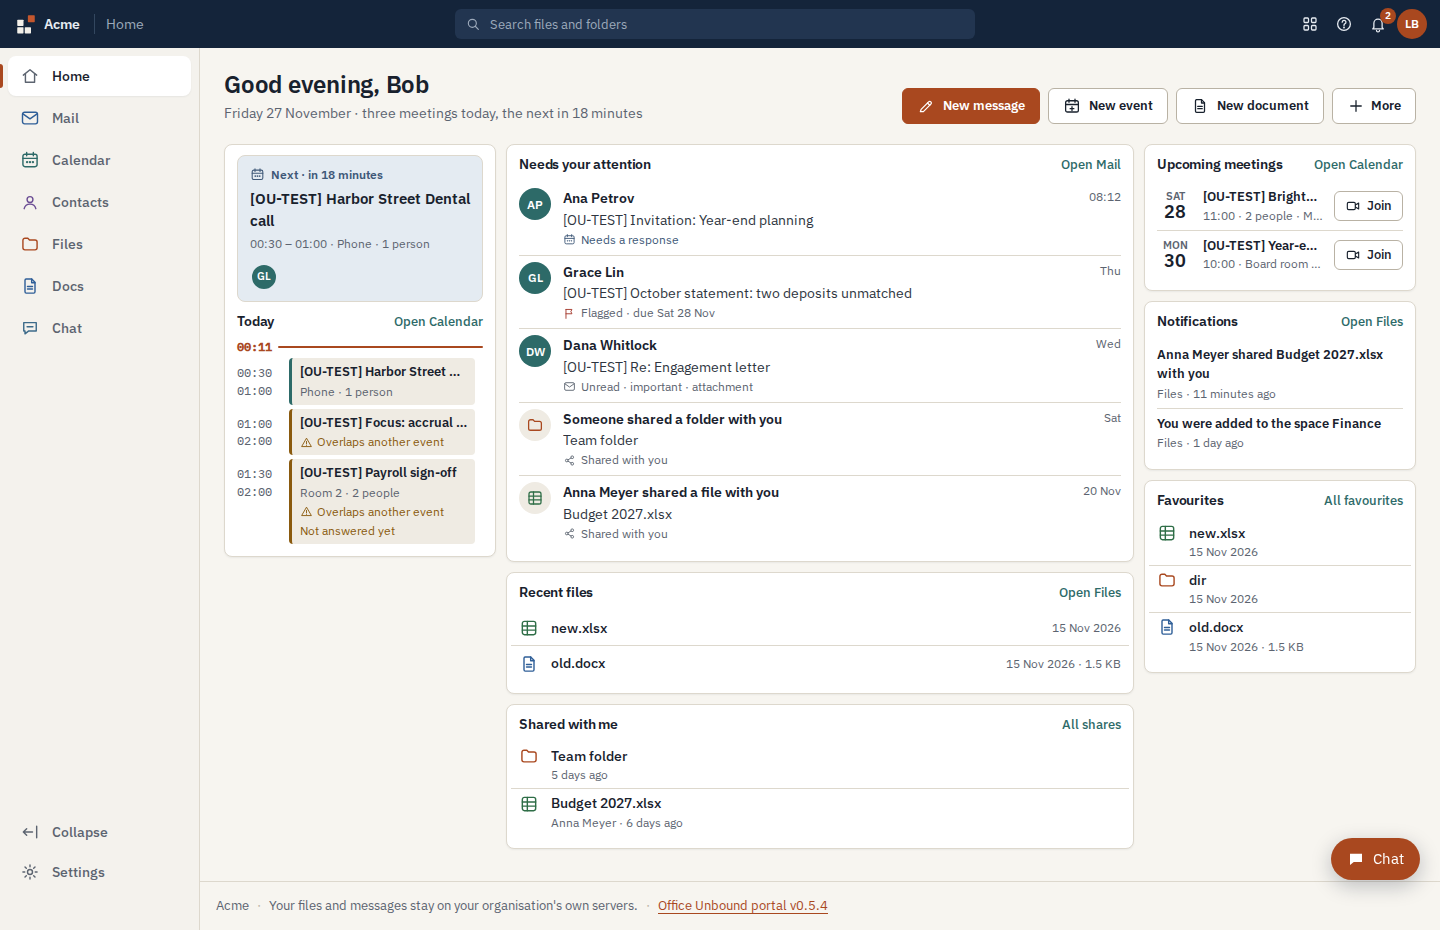 Acme
Home
Search files and folders
2
LB
Home
Mail
Calendar
Contacts
Files
Docs
Chat
Collapse
Settings
Good evening, Bob
Friday 27 November · three meetings today, the next in 18 minutes
New message
New event
New document
More
Next · in 18 minutes
[OU-TEST] Harbor Street Dental
call
00:30 – 01:00 · Phone · 1 person
GL
Today
Open Calendar
00:11
00:30
01:00
[OU-TEST] Harbor Street ...
Phone · 1 person
01:00
02:00
[OU-TEST] Focus: accrual ...
Overlaps another event
01:30
02:00
[OU-TEST] Payroll sign-off
Room 2 · 2 people
Overlaps another event
Not answered yet
Needs your attention
Open Mail
AP
Ana Petrov
08:12
[OU-TEST] Invitation: Year-end planning
Needs a response
GL
Grace Lin
Thu
[OU-TEST] October statement: two deposits unmatched
Flagged · due Sat 28 Nov
DW
Dana Whitlock
Wed
[OU-TEST] Re: Engagement letter
Unread · important · attachment
Someone shared a folder with you
Sat
Team folder
Shared with you
Anna Meyer shared a file with you
20 Nov
Budget 2027.xlsx
Shared with you
Recent files
Open Files
new.xlsx
15 Nov 2026
old.docx
15 Nov 2026 · 1.5 KB
Shared with me
All shares
Team folder
5 days ago
Budget 2027.xlsx
Anna Meyer · 6 days ago
Upcoming meetings
Open Calendar
SAT
28
[OU-TEST] Bright...
11:00 · 2 people · M...
Join
MON
30
[OU-TEST] Year-e...
10:00 · Board room ...
Join
Notifications
Open Files
Anna Meyer shared Budget 2027.xlsx
with you
Files · 11 minutes ago
You were added to the space Finance
Files · 1 day ago
Favourites
All favourites
new.xlsx
15 Nov 2026
dir
15 Nov 2026
old.docx
15 Nov 2026 · 1.5 KB
Chat
Acme · Your files and messages stay on your organisation's own servers. · Office Unbound portal v0.5.4